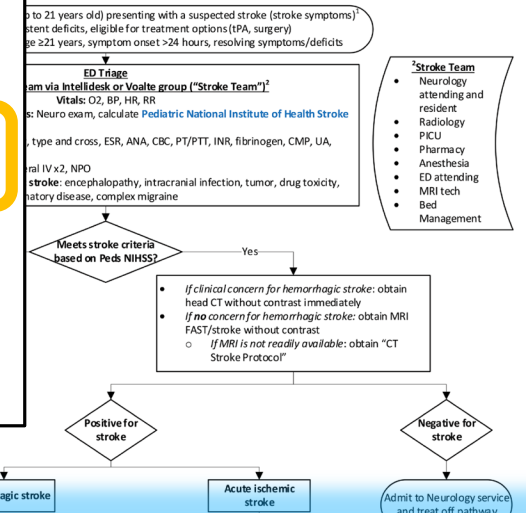 to 21 years old) presenting with a suspected stroke (stroke symptoms)1
stent deficits, eligible for treatment options (tPA, surgery)
≥21 years, symptom onset >24 hours, resolving symptoms/deficits
ED Triage
via Intellidesk or Voalte group ("Stroke Team")2
Vitals: O2, BP, HR, RR
Neuro exam, calculate Pediatric National Institute of Health Stroke
, type and cross, ESR, ANA, CBC, PT/PTT, INR, fibrinogen, CMP, UA,
IV x2, NPO
stroke: encephalopathy, intracranial infection, tumor, drug toxicity,
disease, complex migraine
2Stroke Team
• Neurology attending and resident
• Radiology
• PICU
• Pharmacy
• Anesthesia
• ED attending
• MRI tech
• Bed Management
Meets stroke criteria
based on Peds NIHSS?
Yes
• If clinical concern for hemorrhagic stroke: obtain
head CT without contrast immediately
• If no concern for hemorrhagic stroke: obtain MRI
FAST/stroke without contrast
o If MRI is not readily available: obtain "CT
Stroke Protocol"
Positive for
stroke
Negative for
stroke
agic stroke
Acute ischemic
stroke
Admit to Neurology service
and treat off pathway